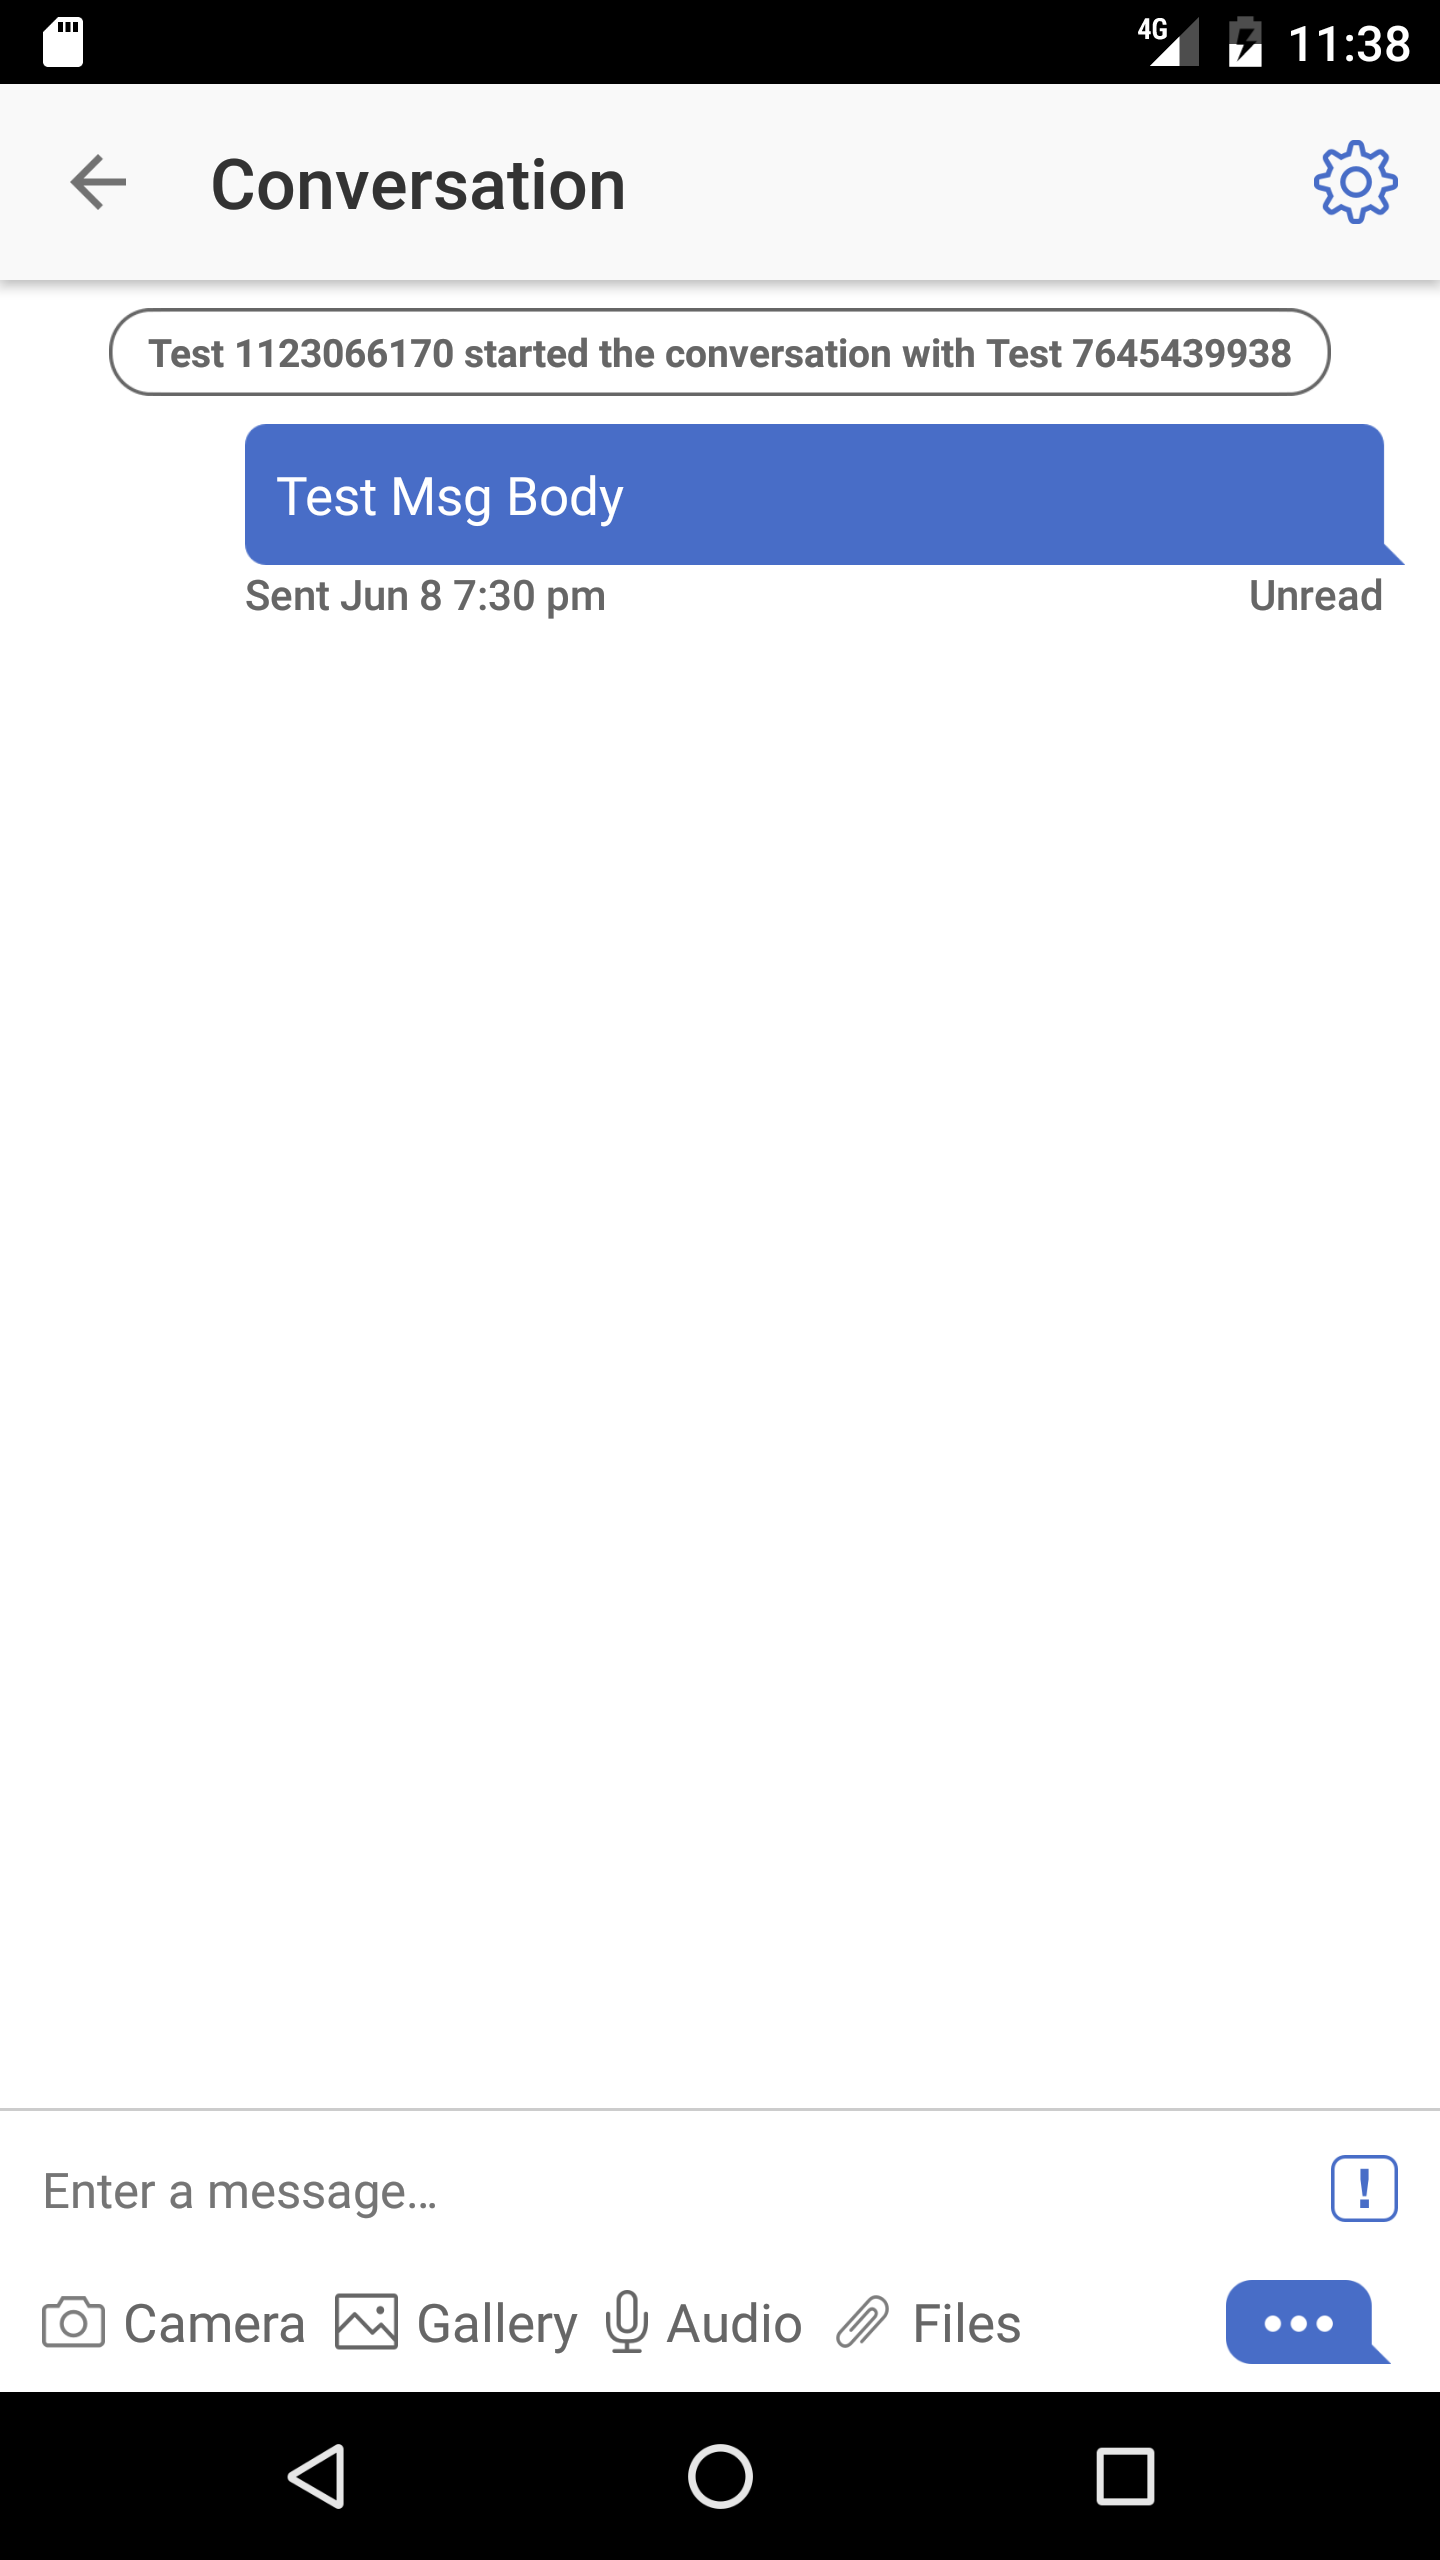 4G 11:38
Conversation
Test 1123066170 started the conversation with Test 7645439938
Test Msg Body
Sent Jun 8 7:30 pm Unread
Enter a message…
Camera Gallery Audio Files